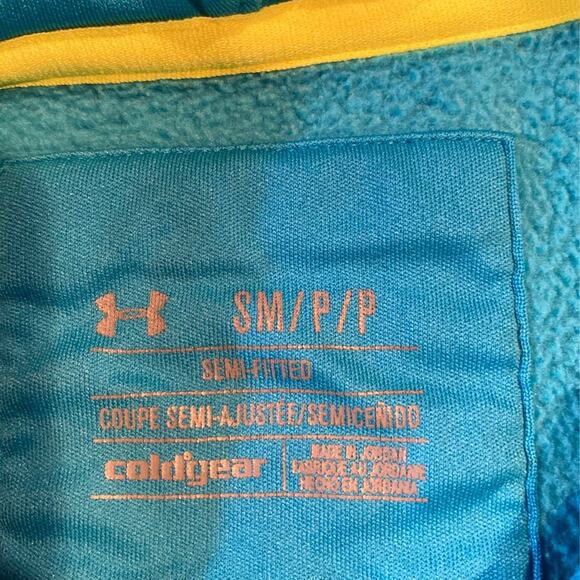 SM/P/P
SEMI-FITTED
COUPE SEMI-AJUSTÉE/SEMICEÑIDO
coldgear
MADE IN JORDAN
FABRIQUÉ AU JORDANIE
HECHO EN JORDANIA